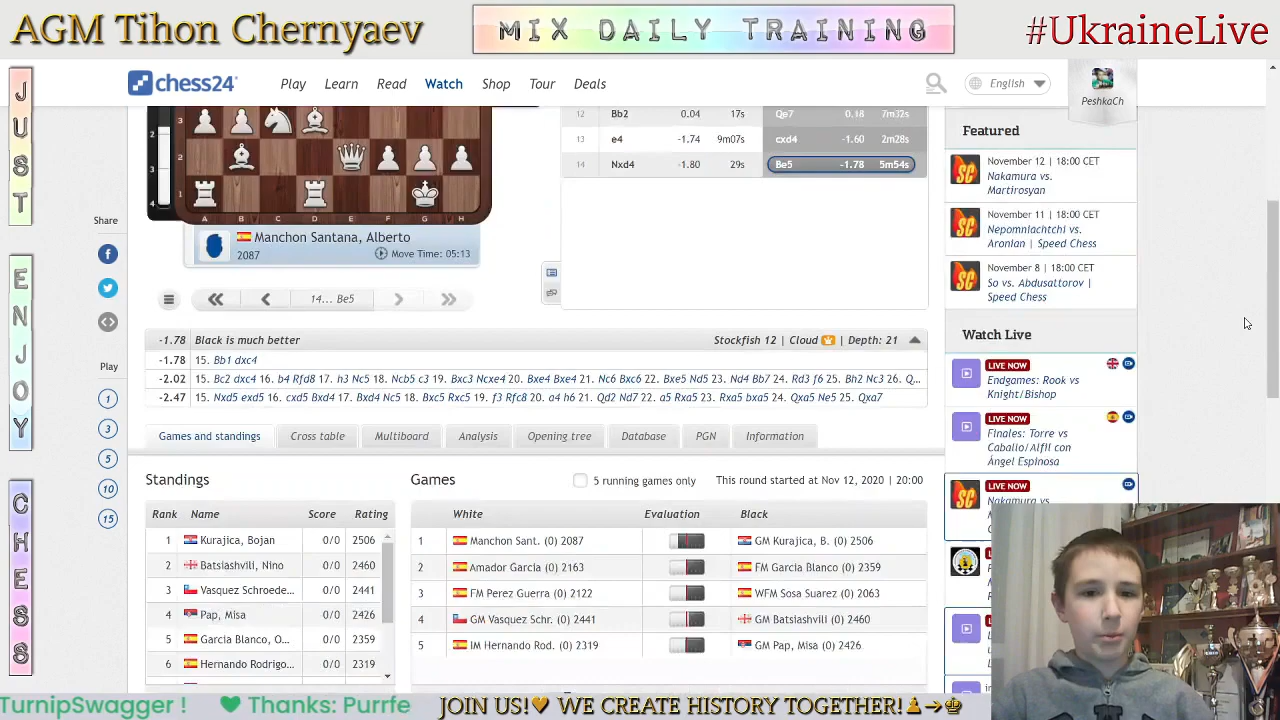 AGM Tihon Chernyaev
MIX DAILY TRAINING
#UkraineLive
JUST
ENJOY
CHESS
chess24
Play
Learn
Read
Watch
Shop
Tour
Deals
English
PeshkaCh
3
2
1
A B C D E F G H
2
4
12 Bb2 0.04 17s Qe7 0.18 7m32s
13 e4 -1.74 9m07s cxd4 -1.60 2m28s
14 Nxd4 -1.80 29s Be5 -1.78 5m54s
Manchon Santana, Alberto
2087
Move Time: 05:13
14... Be5
Share
Play
1
3
5
10
15
-1.78 Black is much better Stockfish 12 | Cloud | Depth: 21
-1.78 15. Bb1 dxc4
-2.02 15. Bc2 dxc4 16. b4 Rfd8 17. h3 Nc5 18. Ncb5 c3 19. Bxc3 Ncxe4 20. Bxe4 Bxe4 21. Nc6 Bxc6 22. Bxe5 Nd5 23. Nd4 Bb7 24. Rd3 f6 25. Bh2 Nc3 26. Q...
-2.47 15. Nxd5 exd5 16. cxd5 Bxd4 17. Bxd4 Nc5 18. Bxc5 Rxc5 19. f3 Rfc8 20. a4 h6 21. Qd2 Nd7 22. a5 Rxa5 23. Rxa5 bxa5 24. Qxa5 Ne5 25. Qxa7
Games and standings
Cross table
Multiboard
Analysis
Opening tree
Database
PGN
Information
Standings
Rank Name Score Rating
1 Kurajica, Bojan 0/0 2506
2 Batsiashvili, Nino 0/0 2460
3 Vasquez Schroede... 0/0 2441
4 Pap, Misa 0/0 2426
5 Garcia Blanco, O... 0/0 2359
6 Hernando Rodrigo... 0/0 2319
Games
5 running games only
This round started at Nov 12, 2020 | 20:00
White Evaluation Black
1 Manchon Sant. (0) 2087 GM Kurajica, B. (0) 2506
2 Amador Garcia (0) 2163 FM Garcia Blanco (0) 2359
3 FM Perez Guerra (0) 2122 WFM Sosa Suarez (0) 2063
4 GM Vasquez Schr. (0) 2441 GM Batsiashvili (0) 2460
5 IM Hernando Rod. (0) 2319 GM Pap, Misa (0) 2426
Featured
November 12 | 18:00 CET
Nakamura vs.
Martirosyan
November 11 | 18:00 CET
Nepomniachtchi vs.
Aronian | Speed Chess
November 8 | 18:00 CET
So vs. Abdusattorov |
Speed Chess
Watch Live
LIVE NOW
Endgames: Rook vs
Knight/Bishop
LIVE NOW
Finales: Torre vs
Caballo/Alfil con
Ángel Espinosa
LIVE NOW
Nakamura vs.
TurnipSwagger !
Thanks: Purrfe
JOIN US! WE CREATE HISTORY TOGETHER!